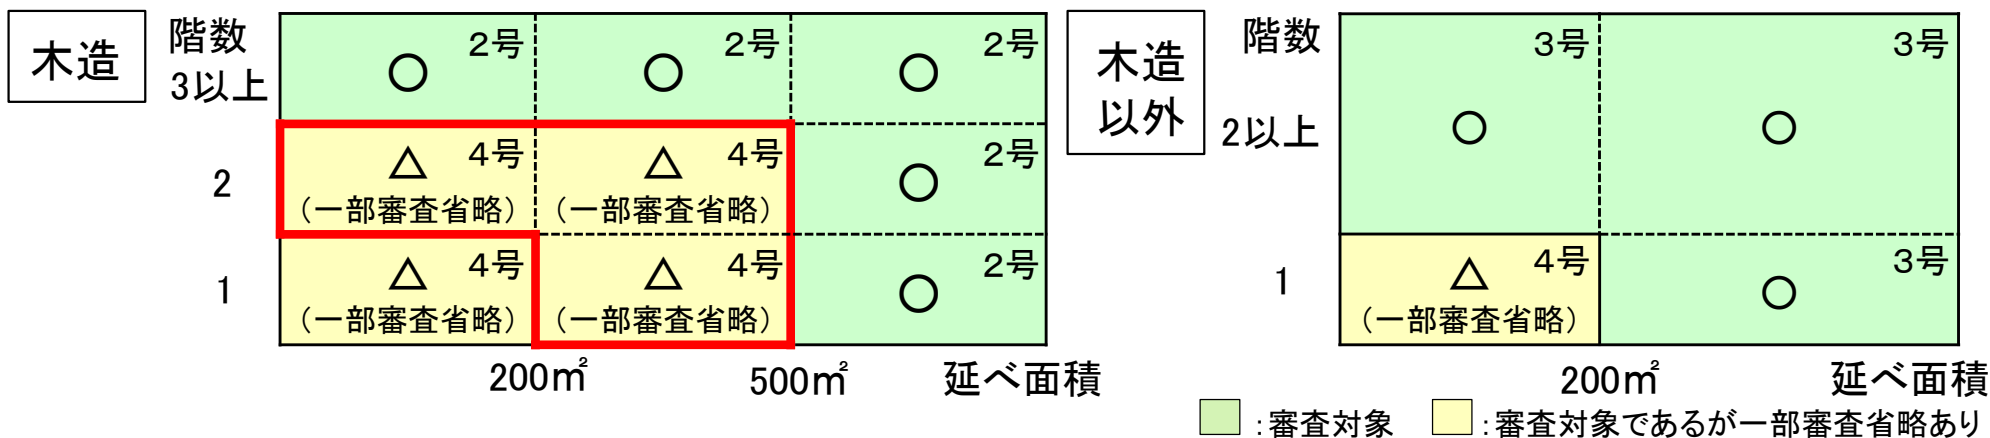 木造
階数
3以上
2号
2号
2号
○
○
○
2
4号
4号
2号
△
△
○
(一部審査省略)
(一部審査省略)
1
4号
4号
2号
△
△
○
(一部審査省略)
(一部審査省略)
200㎡
500㎡
延べ面積
木造
以外
階数
2以上
3号
3号
○
○
1
4号
3号
△
○
(一部審査省略)
200㎡
延べ面積
:審査対象
:審査対象であるが一部審査省略あり